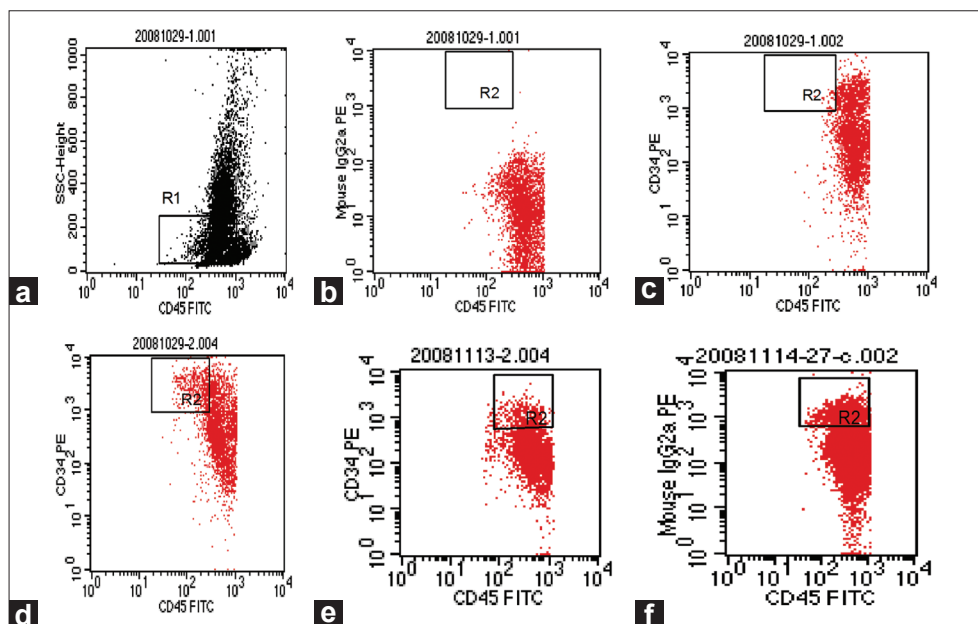 20081029-1.001
SSC-Height
1000
800
600
400
200
0
R1
10^0 10^1 10^2 10^3 10^4
CD45 FITC
a
20081029-1.001
Mouse IgG2a PE
10^4
10^3
10^2
10^1
10^0
R2
10^0 10^1 10^2 10^3 10^4
CD45 FITC
b
20081029-1.002
CD34 PE
10^4
10^3
10^2
10^1
10^0
R2
10^0 10^1 10^2 10^3 10^4
CD45 FITC
c
20081029-2.004
CD34 PE
10^4
10^3
10^2
10^1
10^0
R2
10^0 10^1 10^2 10^3 10^4
CD45 FITC
d
20081113-2.004
CD34 PE
10^4
10^3
10^2
10^1
10^0
R2
10^0 10^1 10^2 10^3 10^4
CD45 FITC
e
20081114-27-c.002
Mouse IgG2a PE
10^4
10^3
10^2
10^1
10^0
R2
10^0 10^1 10^2 10^3 10^4
CD45 FITC
f